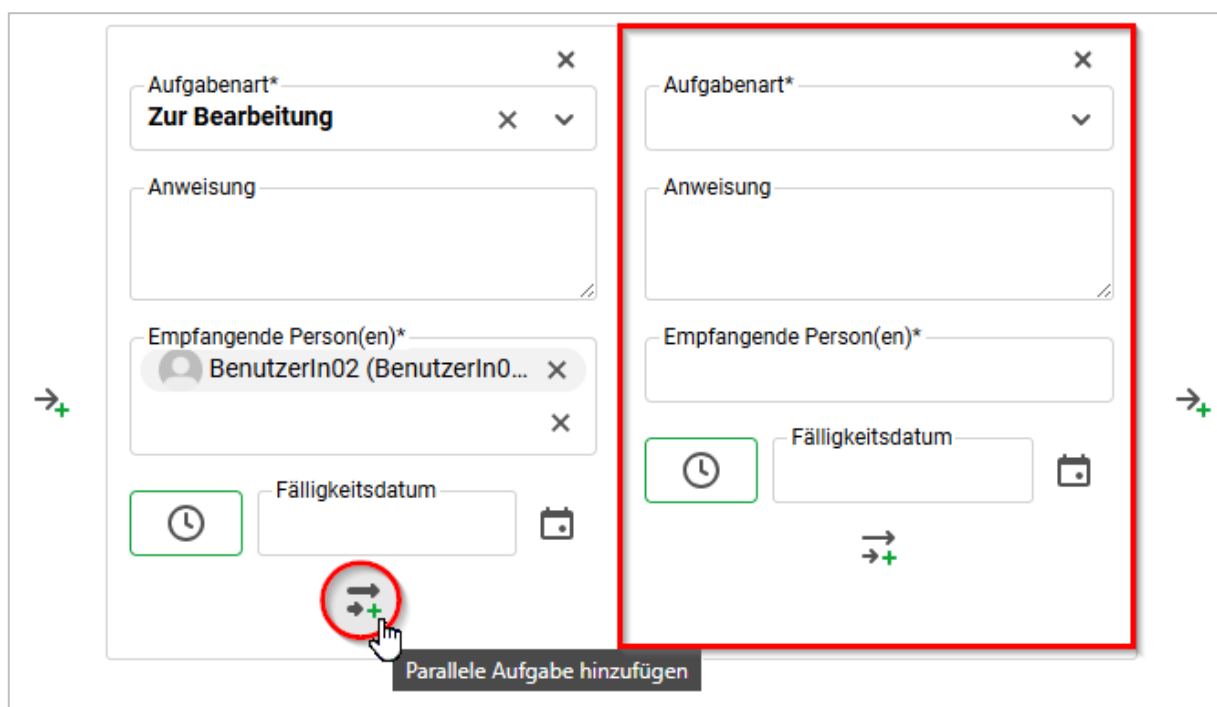 Aufgabenart*
Zur Bearbeitung
Anweisung
Empfangende Person(en)*
BenutzerIn02 (BenutzerIn0...
Fälligkeitsdatum
Parallele Aufgabe hinzufügen
Aufgabenart*
Anweisung
Empfangende Person(en)*
Fälligkeitsdatum